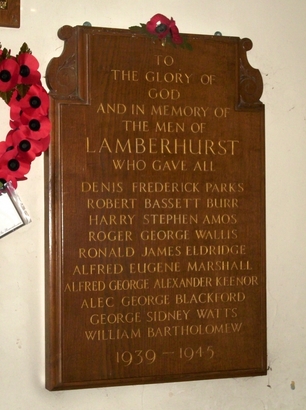 TO
THE GLORY OF
GOD
AND IN MEMORY OF
THE MEN OF
LAMBERHURST
WHO GAVE ALL
DENIS FREDERICK PARKS
ROBERT BASSETT BURR
HARRY STEPHEN AMOS
ROGER GEORGE WALLIS
RONALD JAMES ELDRIDGE
ALFRED EUGENE MARSHALL
ALFRED GEORGE ALEXANDER KEENOR
ALEC GEORGE BLACKFORD
GEORGE SIDNEY WATTS
WILLIAM BARTHOLOMEW
1939 - 1945